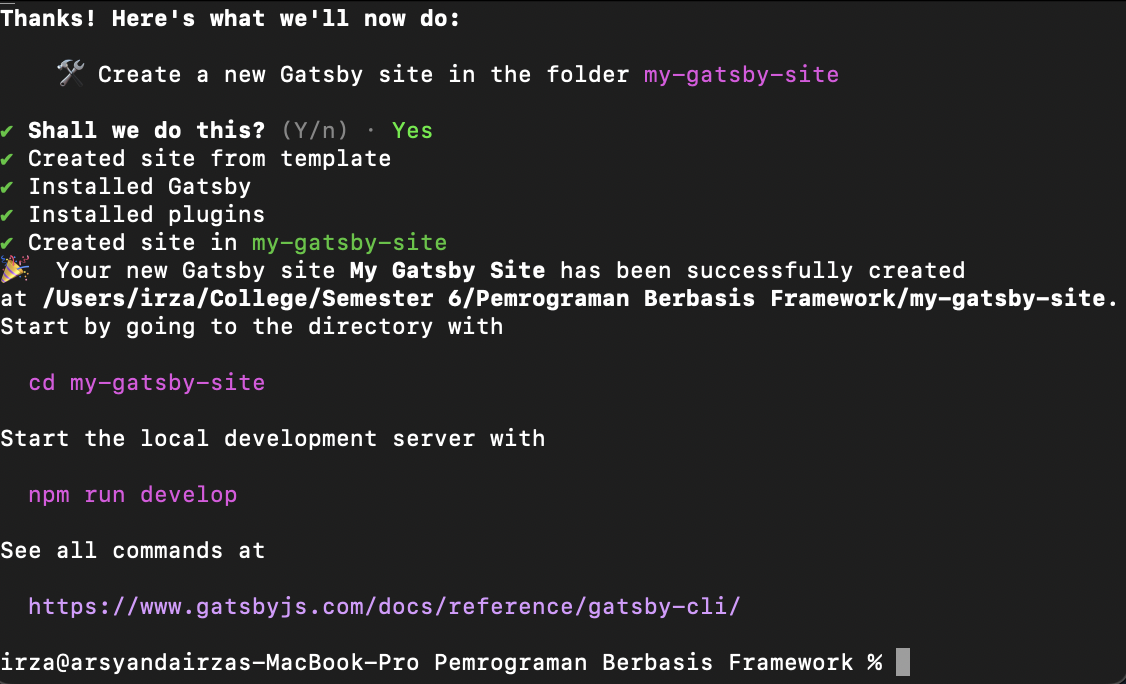 Thanks! Here's what we'll now do:
🛠 Create a new Gatsby site in the folder my-gatsby-site
✔ Shall we do this? (Y/n) · Yes
✔ Created site from template
✔ Installed Gatsby
✔ Installed plugins
✔ Created site in my-gatsby-site
🎉 Your new Gatsby site My Gatsby Site has been successfully created
at /Users/irza/College/Semester 6/Pemrograman Berbasis Framework/my-gatsby-site.
Start by going to the directory with
cd my-gatsby-site
Start the local development server with
npm run develop
See all commands at
https://www.gatsbyjs.com/docs/reference/gatsby-cli/
irza@arsyandairzas-MacBook-Pro Pemrograman Berbasis Framework %